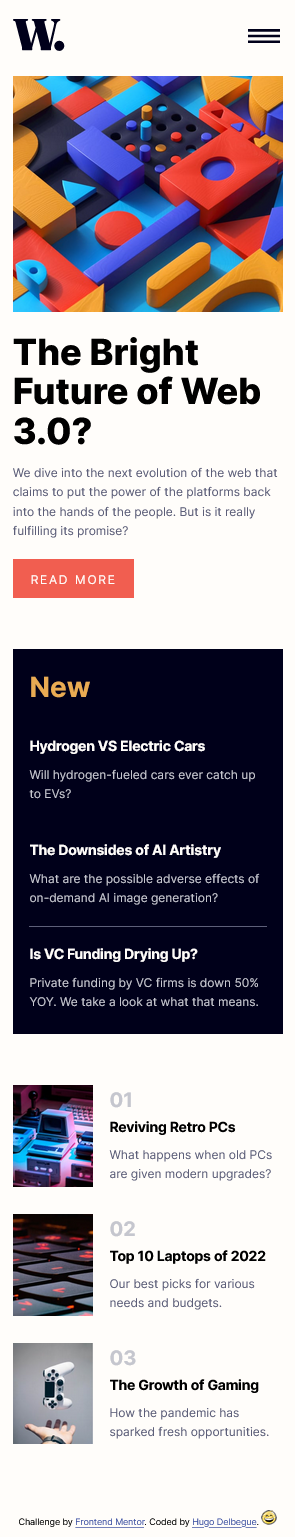 W.
The Bright
Future of Web
3.0?
We dive into the next evolution of the web that
claims to put the power of the platforms back
into the hands of the people. But is it really
fulfilling its promise?
READ MORE
New
Hydrogen VS Electric Cars
Will hydrogen-fueled cars ever catch up
to EVs?
The Downsides of AI Artistry
What are the possible adverse effects of
on-demand AI image generation?
Is VC Funding Drying Up?
Private funding by VC firms is down 50%
YOY. We take a look at what that means.
01
Reviving Retro PCs
What happens when old PCs
are given modern upgrades?
02
Top 10 Laptops of 2022
Our best picks for various
needs and budgets.
03
The Growth of Gaming
How the pandemic has
sparked fresh opportunities.
Challenge by Frontend Mentor. Coded by Hugo Delbegue. 😄